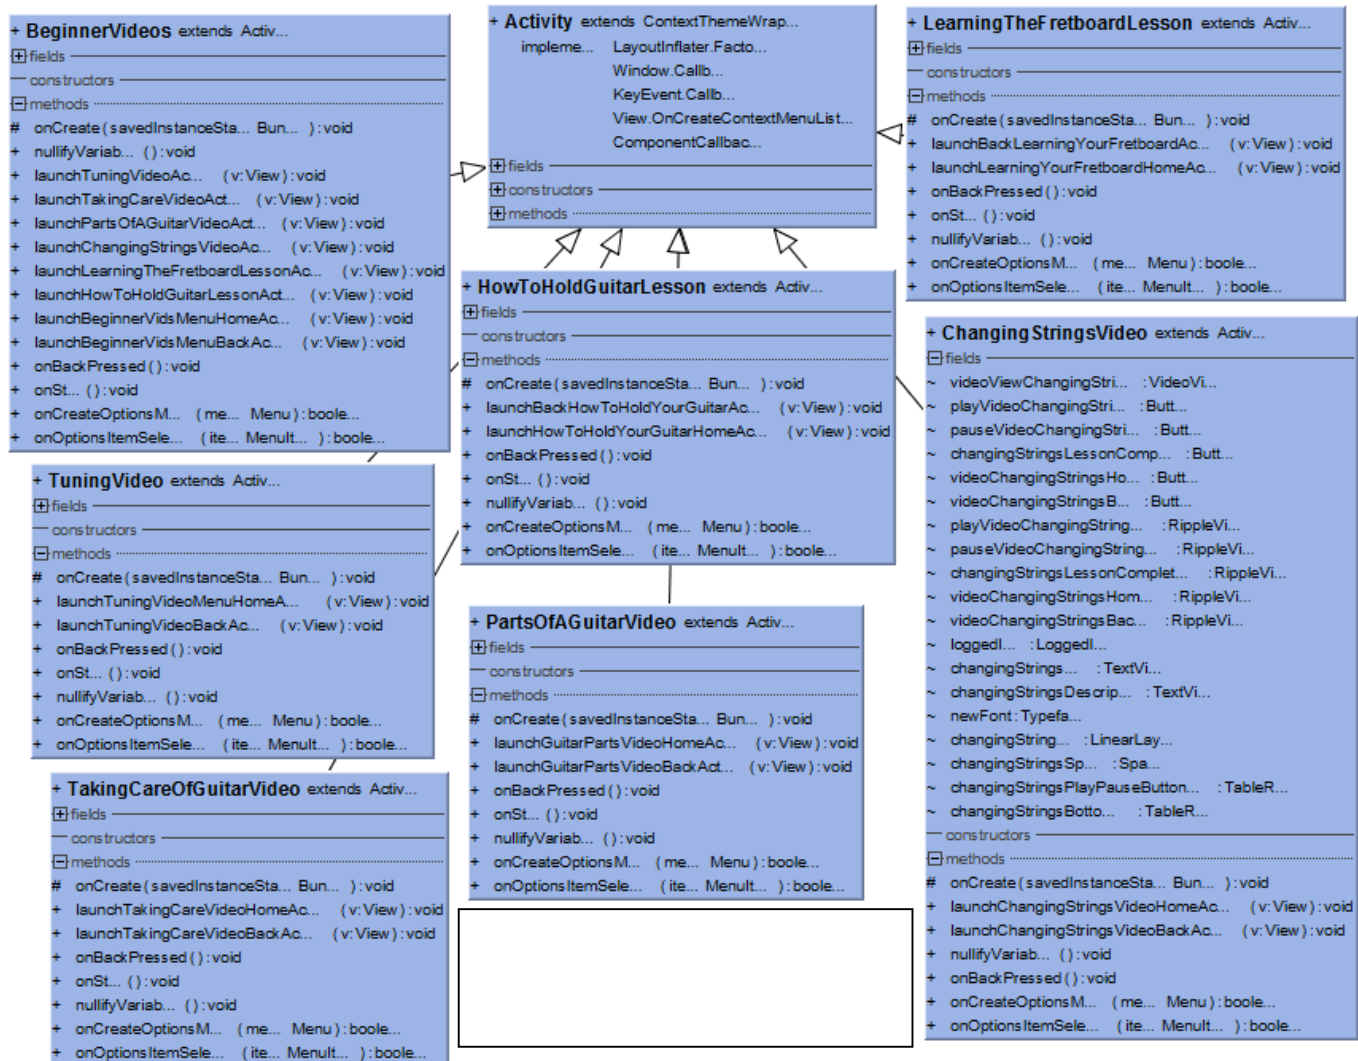 + BeginnerVideos extends Activ...
fields
constructors
methods
# onCreate(savedInstanceSta... Bun... ):void
+ nullifyVariab... ():void
+ launchTuningVideoAc... (v:View):void
+ launchTakingCareVideoAct... (v:View):void
+ launchPartsOfAGuitarVideoAct... (v:View):void
+ launchChangingStringsVideoAc... (v:View):void
+ launchLearningTheFretboardLessonAc... (v:View):void
+ launchHowToHoldGuitarLessonAct... (v:View):void
+ launchBeginnerVidsMenuHomeAc... (v:View):void
+ launchBeginnerVidsMenuBackAc... (v:View):void
+ onBackPressed():void
+ onSt... ():void
+ onCreateOptionsM... (me... Menu):boole...
+ onOptionsItemSele... (ite... MenuIt... ):boole...
+ Activity extends ContextThemeWrap...
impleme... LayoutInflater.Facto...
Window.Callb...
KeyEvent.Callb...
View.OnCreateContextMenuList...
ComponentCallbac...
fields
constructors
methods
+ LearningTheFretboardLesson extends Activ...
fields
constructors
methods
# onCreate(savedInstanceSta... Bun... ):void
+ launchBackLearningYourFretboardAc... (v:View):void
+ launchLearningYourFretboardHomeAc... (v:View):void
+ onBackPressed():void
+ onSt... ():void
+ nullifyVariab... ():void
+ onCreateOptionsM... (me... Menu):boole...
+ onOptionsItemSele... (ite... MenuIt... ):boole...
+ HowToHoldGuitarLesson extends Activ...
fields
constructors
methods
# onCreate(savedInstanceSta... Bun... ):void
+ launchBackHowToHoldYourGuitarAc... (v:View):void
+ launchHowToHoldYourGuitarHomeAc... (v:View):void
+ onBackPressed():void
+ onSt... ():void
+ nullifyVariab... ():void
+ onCreateOptionsM... (me... Menu):boole...
+ onOptionsItemSele... (ite... MenuIt... ):boole...
+ ChangingStringsVideo extends Activ...
fields
~ videoViewChangingStri... :VideoVi...
~ playVideoChangingStri... :Butt...
~ pauseVideoChangingStri... :Butt...
~ changingStringsLessonComp... :Butt...
~ videoChangingStringsHo... :Butt...
~ videoChangingStringsB... :Butt...
~ playVideoChangingString... :RippleVi...
~ pauseVideoChangingString... :RippleVi...
~ changingStringsLessonComplet... :RippleVi...
~ videoChangingStringsHom... :RippleVi...
~ videoChangingStringsBac... :RippleVi...
~ loggedI... :LoggedI...
~ changingStrings... :TextVi...
~ changingStringsDescrip... :TextVi...
~ newFont:Typefa...
~ changingString... :LinearLay...
~ changingStringsSp... :Spa...
~ changingStringsPlayPauseButton... :TableR...
~ changingStringsBotto... :TableR...
constructors
methods
# onCreate(savedInstanceSta... Bun... ):void
+ launchChangingStringsVideoHomeAc... (v:View):void
+ launchChangingStringsVideoBackAc... (v:View):void
+ nullifyVariab... ():void
+ onBackPressed():void
+ onCreateOptionsM... (me... Menu):boole...
+ onOptionsItemSele... (ite... MenuIt... ):boole...
+ TuningVideo extends Activ...
fields
constructors
methods
# onCreate(savedInstanceSta... Bun... ):void
+ launchTuningVideoMenuHomeA... (v:View):void
+ launchTuningVideoBackAc... (v:View):void
+ onBackPressed():void
+ onSt... ():void
+ nullifyVariab... ():void
+ onCreateOptionsM... (me... Menu):boole...
+ onOptionsItemSele... (ite... MenuIt... ):boole...
+ PartsOfAGuitarVideo extends Activ...
fields
constructors
methods
# onCreate(savedInstanceSta... Bun... ):void
+ launchGuitarPartsVideoHomeAc... (v:View):void
+ launchGuitarPartsVideoBackAct... (v:View):void
+ onBackPressed():void
+ onSt... ():void
+ nullifyVariab... ():void
+ onCreateOptionsM... (me... Menu):boole...
+ onOptionsItemSele... (ite... MenuIt... ):boole...
+ TakingCareOfGuitarVideo extends Activ...
fields
constructors
methods
# onCreate(savedInstanceSta... Bun... ):void
+ launchTakingCareVideoHomeAc... (v:View):void
+ launchTakingCareVideoBackAc... (v:View):void
+ onBackPressed():void
+ onSt... ():void
+ nullifyVariab... ():void
+ onCreateOptionsM... (me... Menu):boole...
+ onOptionsItemSele... (ite... MenuIt... ):boole...